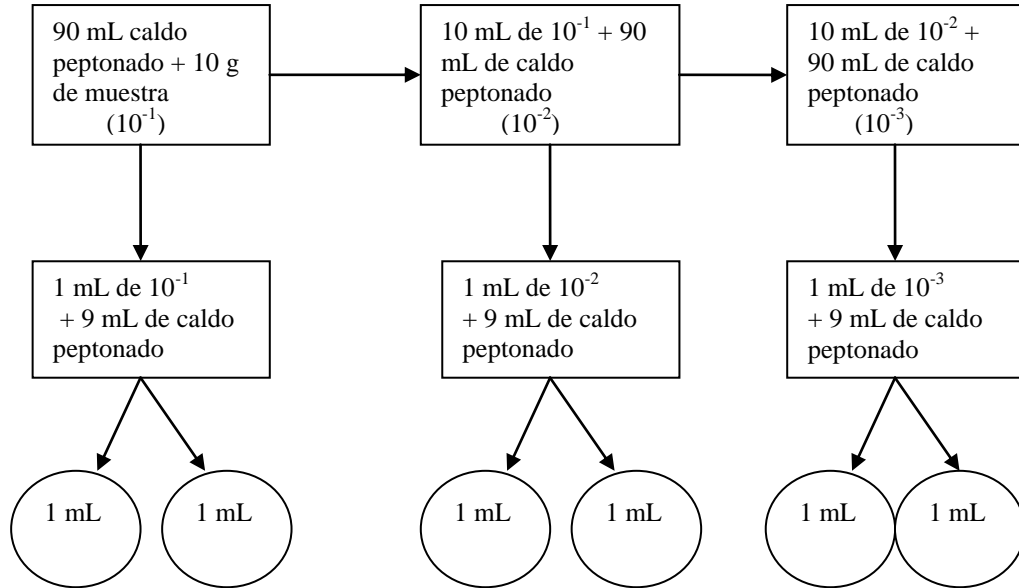 90 mL caldo
peptonado + 10 g
de muestra
(10⁻¹)
10 mL de 10⁻¹ + 90
mL de caldo
peptonado
(10⁻²)
10 mL de 10⁻² +
90 mL de caldo
peptonado
(10⁻³)
1 mL de 10⁻¹
+ 9 mL de caldo
peptonado
1 mL de 10⁻²
+ 9 mL de caldo
peptonado
1 mL de 10⁻³
+ 9 mL de caldo
peptonado
1 mL
1 mL
1 mL
1 mL
1 mL
1 mL